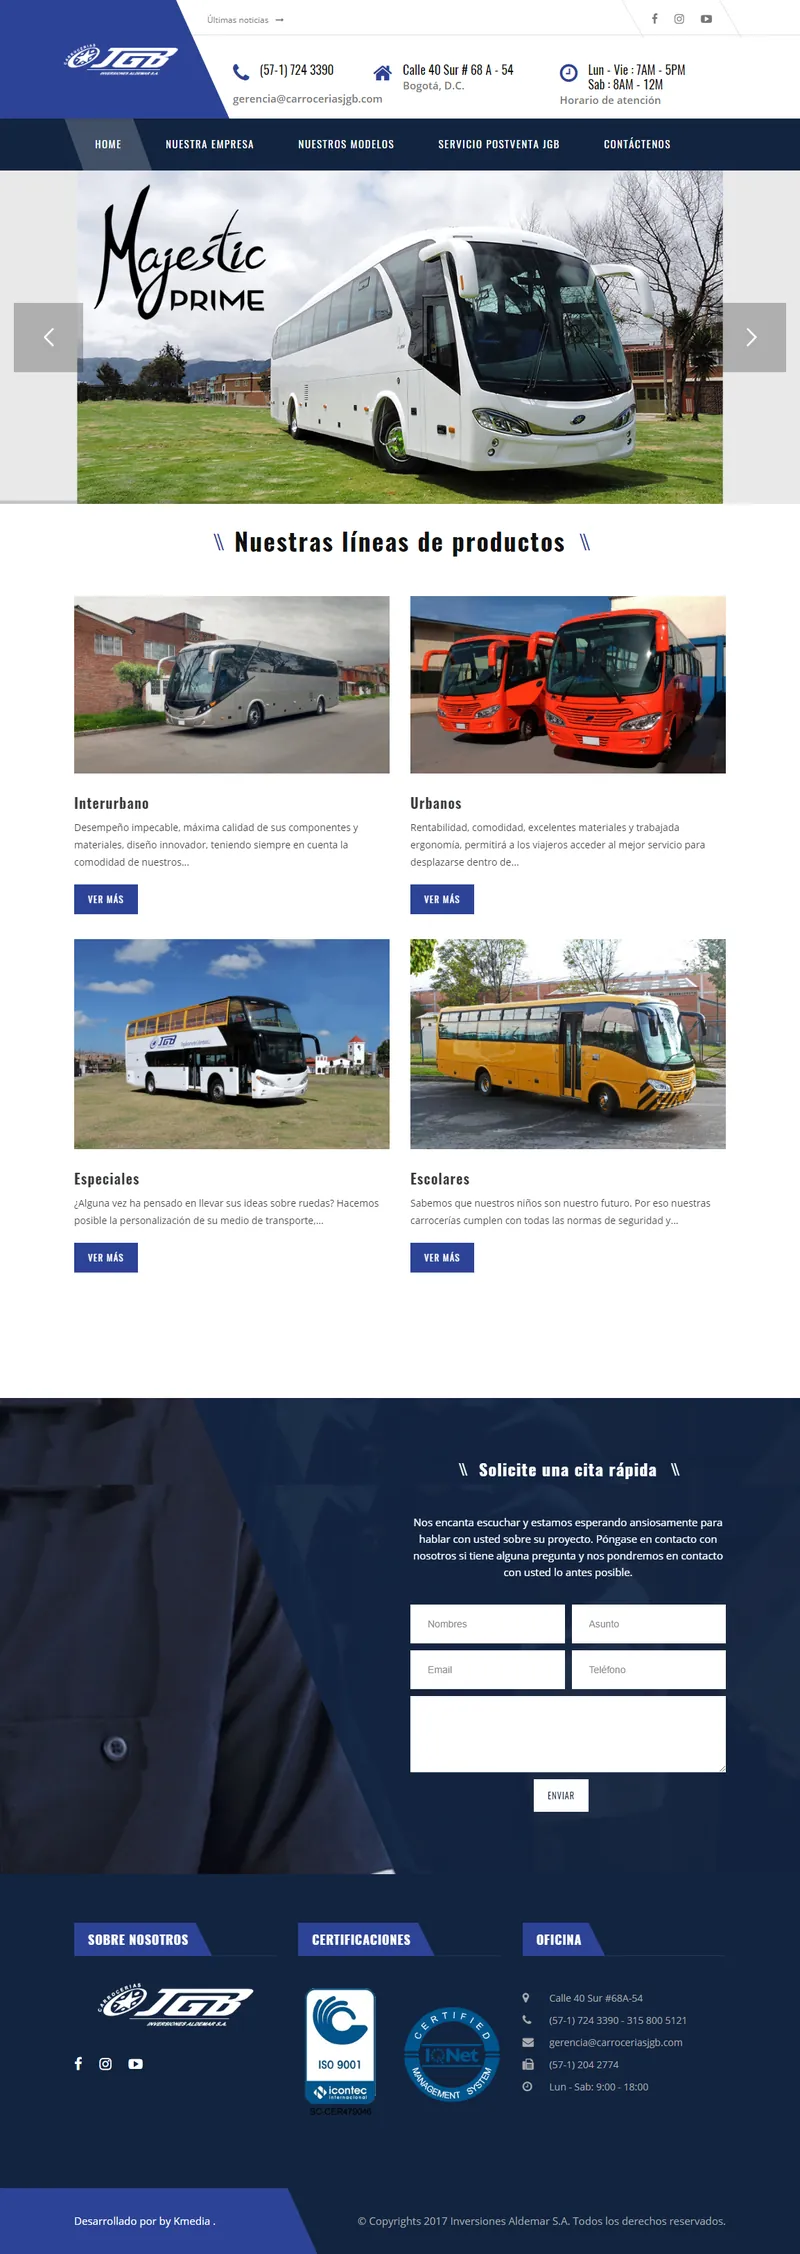 CARROCERIAS
JGB
INVERSIONES ALDEMAR S.A.
Últimas noticias
(57-1) 724 3390
gerencia@carroceriasjgb.com
Calle 40 Sur # 68 A - 54
Bogotá, D.C.
Lun - Vie : 7AM - 5PM
Sab : 8AM - 12M
Horario de atención
HOME
NUESTRA EMPRESA
NUESTROS MODELOS
SERVICIO POSTVENTA JGB
CONTÁCTENOS
Majestic
PRIME
\\ Nuestras líneas de productos \\
Interurbano
Desempeño impecable, máxima calidad de sus componentes y
materiales, diseño innovador, teniendo siempre en cuenta la
comodidad de nuestros...
VER MÁS
Urbanos
Rentabilidad, comodidad, excelentes materiales y trabajada
ergonomía, permitirá a los viajeros acceder al mejor servicio para
desplazarse dentro de...
VER MÁS
JGB
Especiales
¿Alguna vez ha pensado en llevar sus ideas sobre ruedas? Hacemos
posible la personalización de su medio de transporte,...
VER MÁS
Escolares
Sabemos que nuestros niños son nuestro futuro. Por eso nuestras
carrocerías cumplen con todas las normas de seguridad y...
VER MÁS
\\ Solicite una cita rápida \\
Nos encanta escuchar y estamos esperando ansiosamente para
hablar con usted sobre su proyecto. Póngase en contacto con
nosotros si tiene alguna pregunta y nos pondremos en contacto
con usted lo antes posible.
Nombres
Asunto
Email
Teléfono
ENVIAR
SOBRE NOSOTROS
CARROCERIAS
JGB
INVERSIONES ALDEMAR S.A.
CERTIFICACIONES
ISO 9001
icontec
internacional
SC-CER479046
CERTIFIED
IQNet
MANAGEMENT SYSTEM
OFICINA
Calle 40 Sur #68A-54
(57-1) 724 3390 - 315 800 5121
gerencia@carroceriasjgb.com
(57-1) 204 2774
Lun - Sab: 9:00 - 18:00
Desarrollado por by Kmedia .
© Copyrights 2017 Inversiones Aldemar S.A. Todos los derechos reservados.